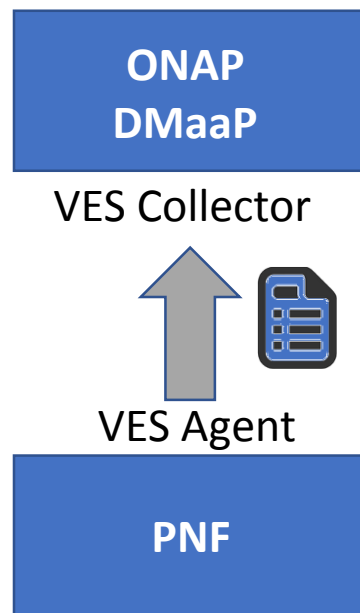 ONAP
DMaaP
VES Collector
VES Agent
PNF